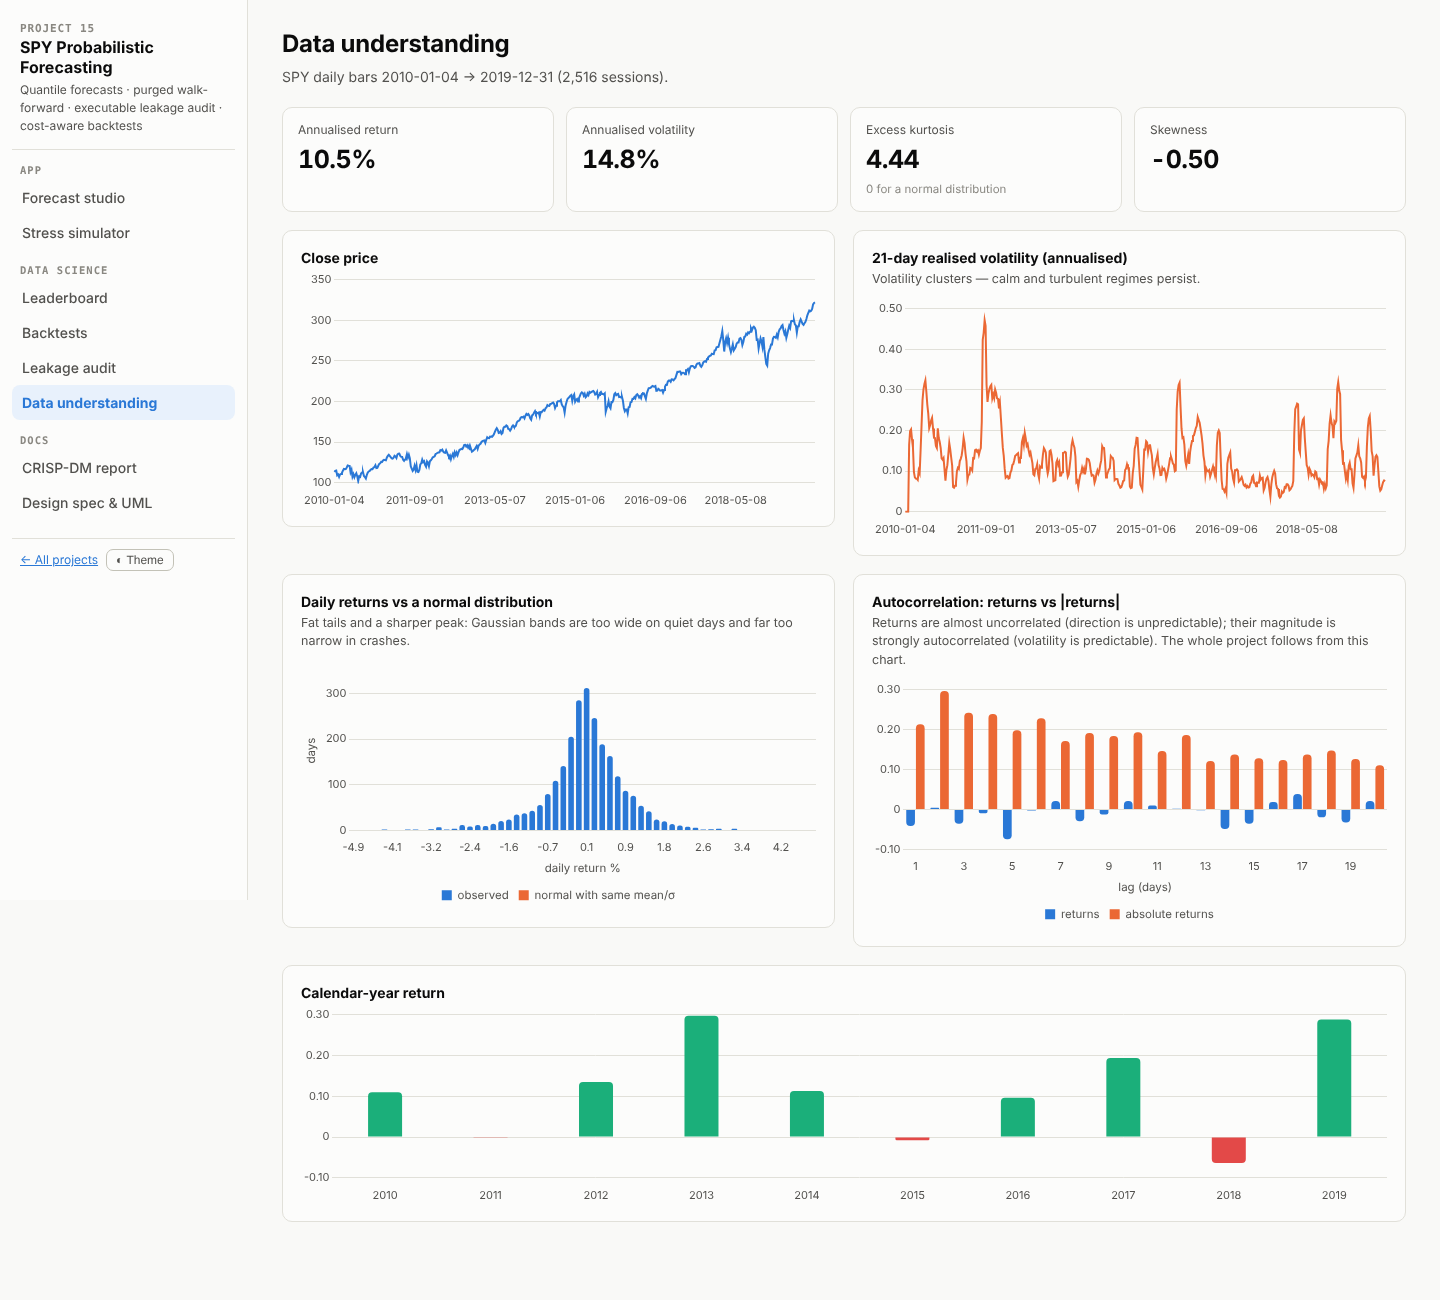 PROJECT 15
SPY Probabilistic
Forecasting
Quantile forecasts · purged walk-
forward · executable leakage audit ·
cost-aware backtests
APP
Forecast studio
Stress simulator
DATA SCIENCE
Leaderboard
Backtests
Leakage audit
Data understanding
DOCS
CRISP-DM report
Design spec & UML
← All projects
Theme
Data understanding
SPY daily bars 2010-01-04 → 2019-12-31 (2,516 sessions).
Annualised return
10.5%
Annualised volatility
14.8%
Excess kurtosis
4.44
0 for a normal distribution
Skewness
-0.50
Close price
350
300
250
200
150
100
2010-01-04 2011-09-01 2013-05-07 2015-01-06 2016-09-06 2018-05-08
21-day realised volatility (annualised)
Volatility clusters — calm and turbulent regimes persist.
0.50
0.40
0.30
0.20
0.10
0
2010-01-04 2011-09-01 2013-05-07 2015-01-06 2016-09-06 2018-05-08
Daily returns vs a normal distribution
Fat tails and a sharper peak: Gaussian bands are too wide on quiet days and far too
narrow in crashes.
300
200
100
0
days
-4.9 -4.1 -3.2 -2.4 -1.6 -0.7 0.1 0.9 1.8 2.6 3.4 4.2
daily return %
observed normal with same mean/σ
Autocorrelation: returns vs |returns|
Returns are almost uncorrelated (direction is unpredictable); their magnitude is
strongly autocorrelated (volatility is predictable). The whole project follows from this
chart.
0.30
0.20
0.10
0
-0.10
1 3 5 7 9 11 13 15 17 19
lag (days)
returns absolute returns
Calendar-year return
0.30
0.20
0.10
0
-0.10
2010 2011 2012 2013 2014 2015 2016 2017 2018 2019